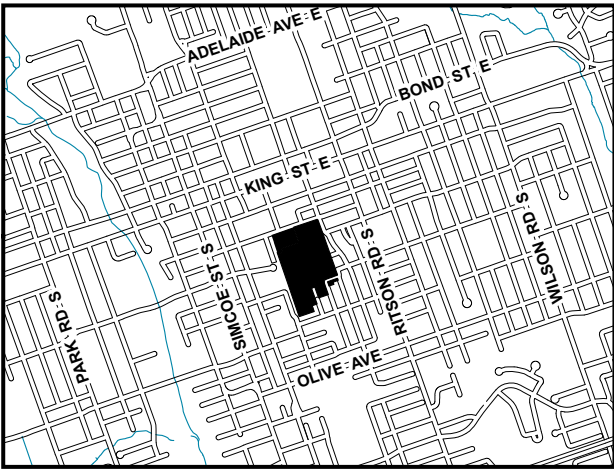 ADELAIDE AVE E
BOND ST E
KING ST E
SIMCOE ST S
RITSON RD S
WILSON RD S
PARK RD S
OLIVE AVE